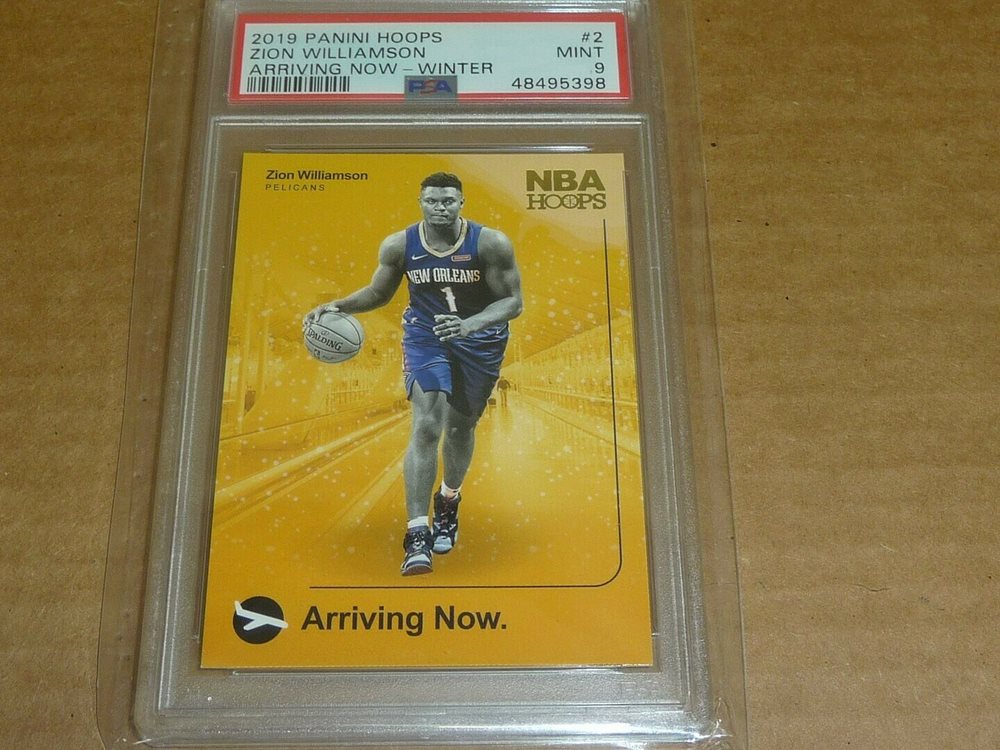 2019 PANINI HOOPS #2
ZION WILLIAMSON MINT
ARRIVING NOW - WINTER 9
PSA 48495398
Zion Williamson
PELICANS
NBA
HOOPS
NEW ORLEANS
1
SPALDING
Arriving Now.